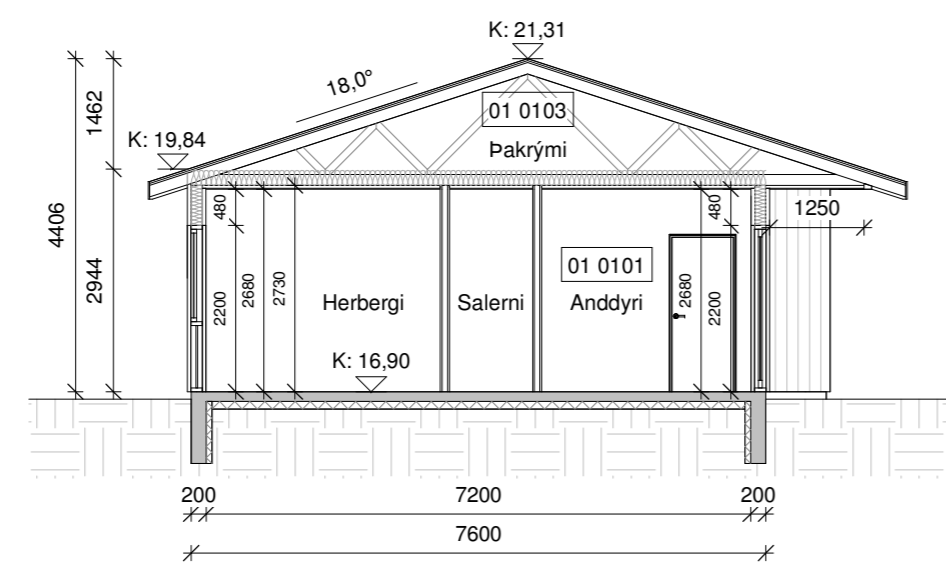 K: 21,31
18,0°
01 0103
Þakrými
K: 19,84
1462
4406
2944
480
2200
2680
2730
480
1250
01 0101
Herbergi
Salerni
Anddyri
2680
2200
K: 16,90
200
7200
200
7600